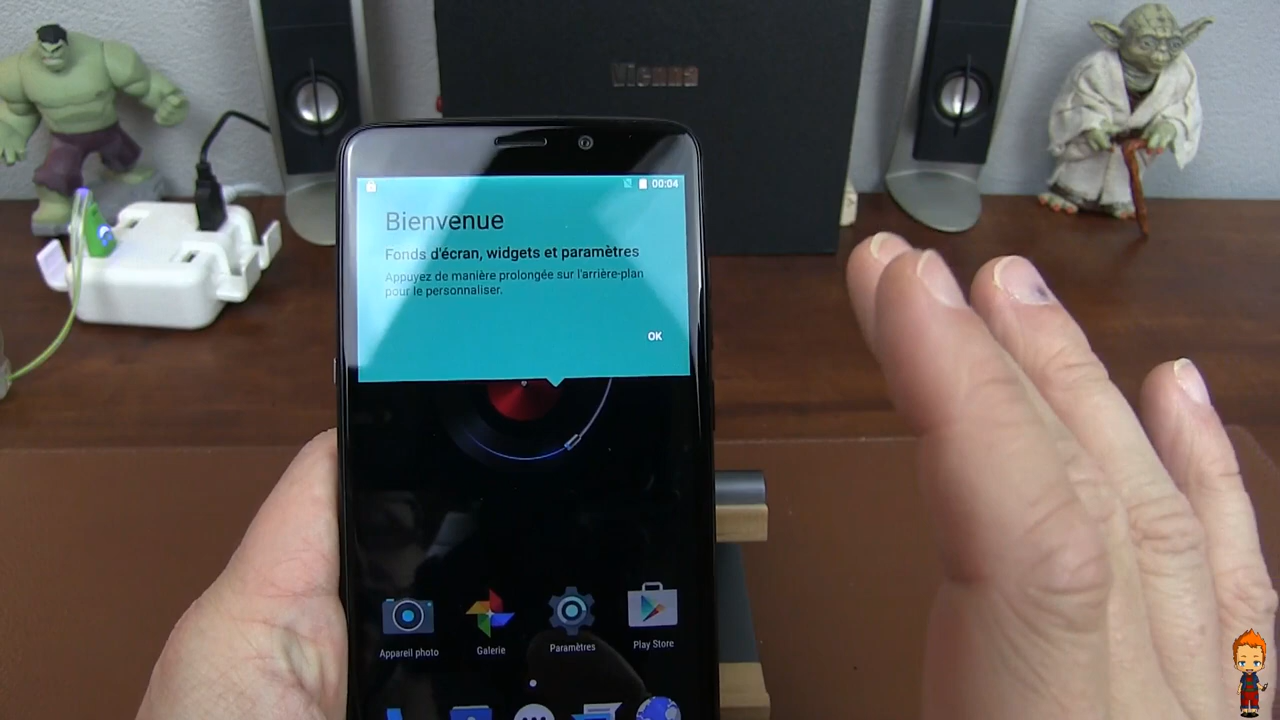 Vienna
00:04
Bienvenue
Fonds d'écran, widgets et paramètres
Appuyez de manière prolongée sur l'arrière-plan
pour le personnaliser.
OK
Appareil photo
Galerie
Paramètres
Play Store